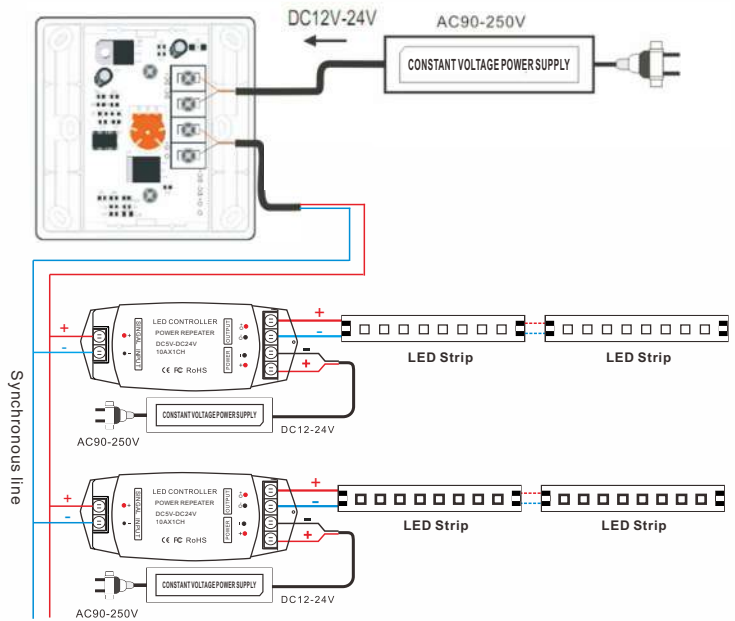 DC12V-24V
AC90-250V
CONSTANT VOLTAGE POWER SUPPLY
LED CONTROLLER
POWER REPEATER
DC5V-DC24V
10AX1CH
CE FC RoHS
SINGAL INPUT
+
-
OUTPUT
POWER
O+
O-
-
+
+
-
-
+
+
-
LED Strip
LED Strip
CONSTANT VOLTAGE POWER SUPPLY
AC90-250V
DC12-24V
Synchronous line
LED CONTROLLER
POWER REPEATER
DC5V-DC24V
10AX1CH
CE FC RoHS
SINGAL INPUT
+
-
OUTPUT
POWER
O+
O-
-
+
+
-
-
+
+
-
LED Strip
LED Strip
CONSTANT VOLTAGE POWER SUPPLY
AC90-250V
DC12-24V